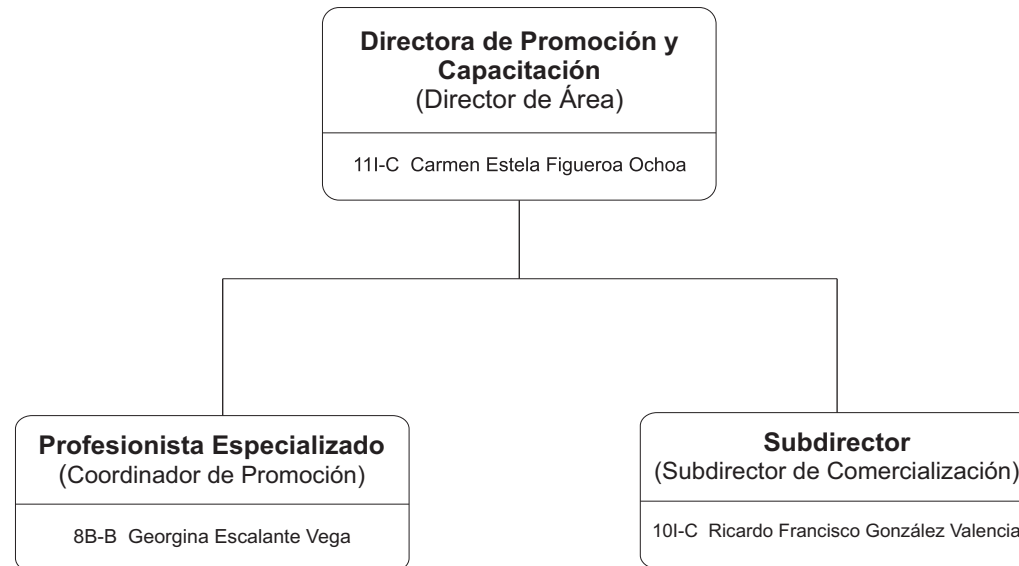 Directora de Promoción y
Capacitación
(Director de Área)
11I-C Carmen Estela Figueroa Ochoa
Profesionista Especializado
(Coordinador de Promoción)
8B-B Georgina Escalante Vega
Subdirector
(Subdirector de Comercialización)
10I-C Ricardo Francisco González Valencia